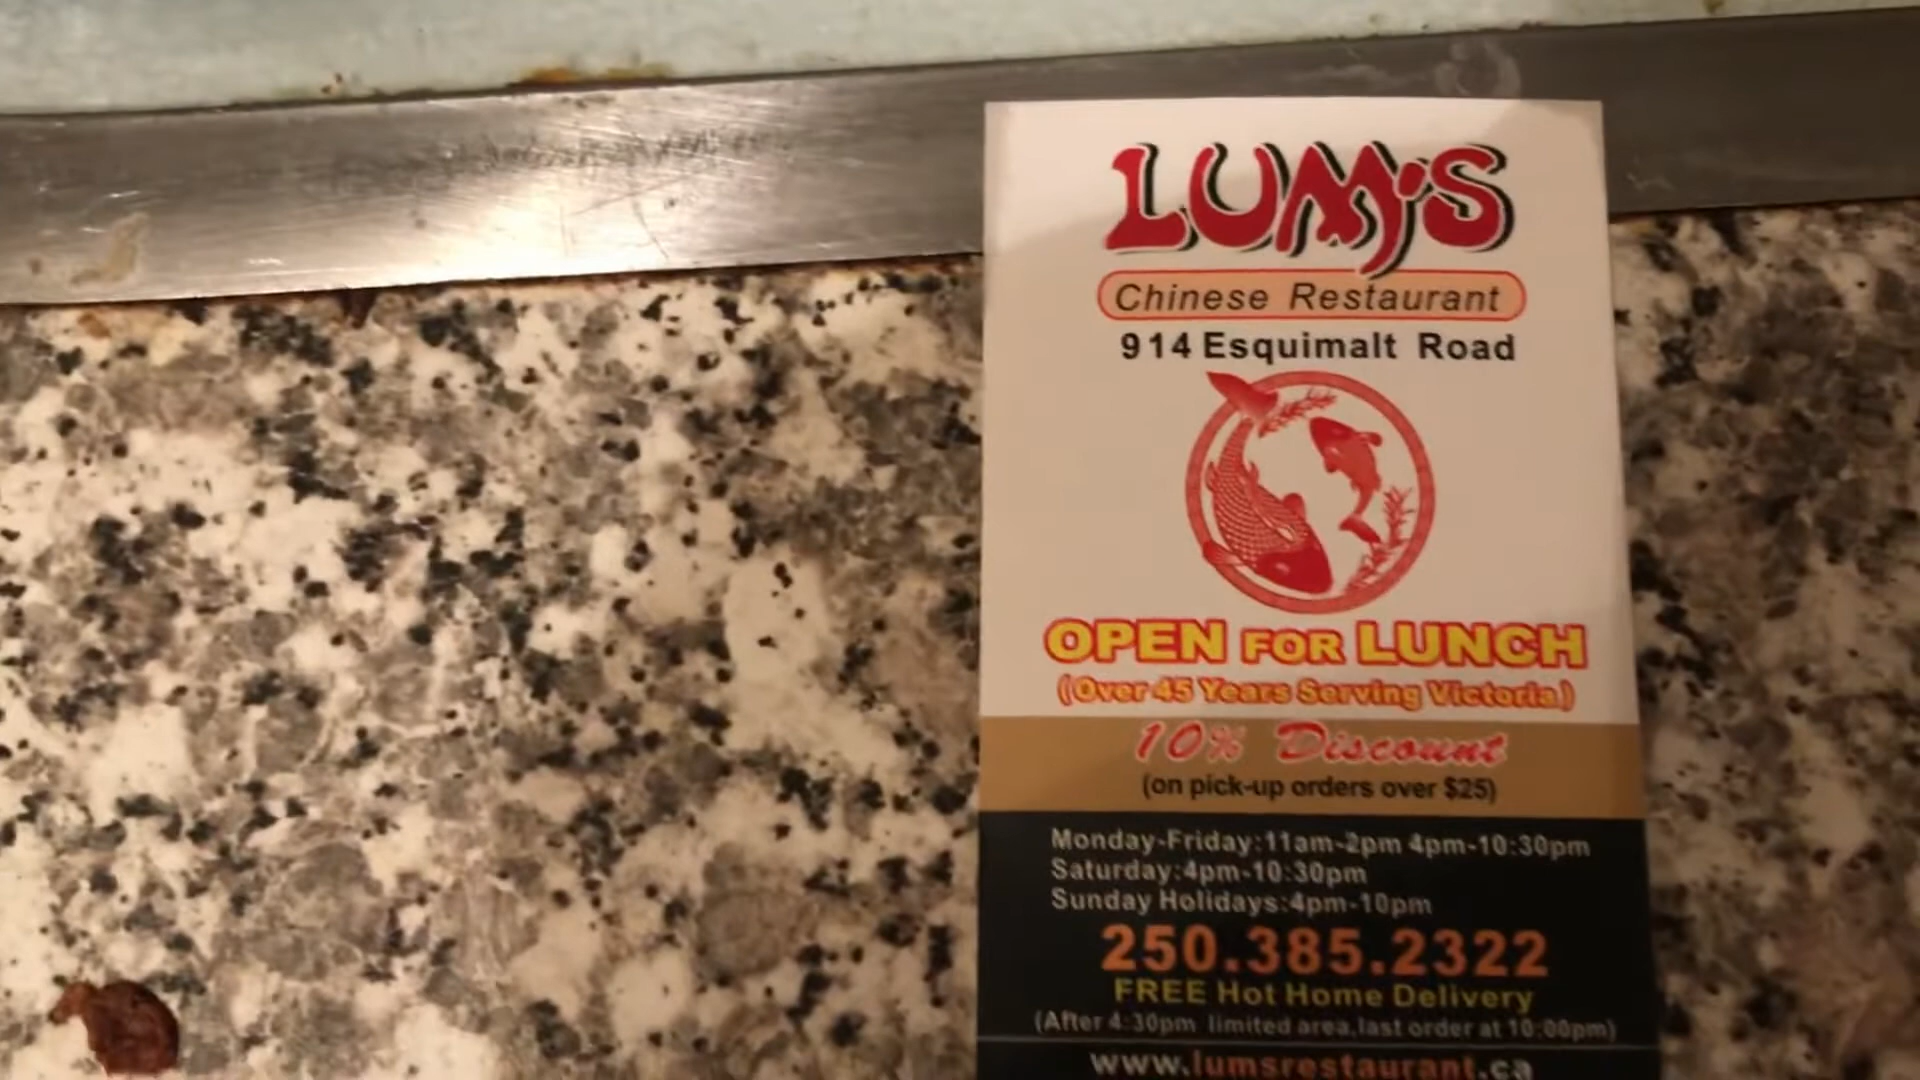 LUM'S
Chinese Restaurant
914 Esquimalt Road
OPEN FOR LUNCH
(Over 45 Years Serving Victoria)
10% Discount
(on pick-up orders over $25)
Monday-Friday:11am-2pm 4pm-10:30pm
Saturday:4pm-10:30pm
Sunday Holidays:4pm-10pm
250.385.2322
FREE Hot Home Delivery
(After 4:30pm limited area,last order at 10:00pm)
www.lumsrestaurant.ca